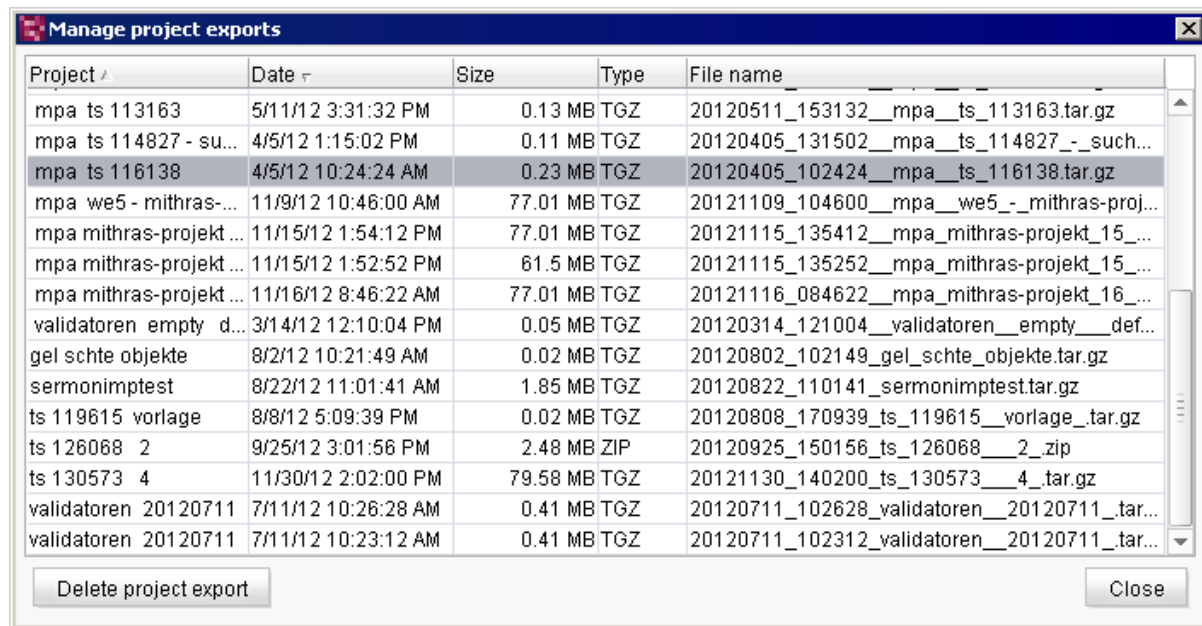 Manage project exports
Project Date Size Type File name
mpa ts 113163 5/11/12 3:31:32 PM 0.13 MB TGZ 20120511_153132__mpa__ts_113163.tar.gz
mpa ts 114827 - su... 4/5/12 1:15:02 PM 0.11 MB TGZ 20120405_131502__mpa__ts_114827_-_such...
mpa ts 116138 4/5/12 10:24:24 AM 0.23 MB TGZ 20120405_102424__mpa__ts_116138.tar.gz
mpa we5 - mithras-... 11/9/12 10:46:00 AM 77.01 MB TGZ 20121109_104600__mpa__we5_-_mithras-proj...
mpa mithras-projekt ... 11/15/12 1:54:12 PM 77.01 MB TGZ 20121115_135412__mpa_mithras-projekt_15_...
mpa mithras-projekt ... 11/15/12 1:52:52 PM 61.5 MB TGZ 20121115_135252__mpa_mithras-projekt_15_...
mpa mithras-projekt ... 11/16/12 8:46:22 AM 77.01 MB TGZ 20121116_084622__mpa_mithras-projekt_16_...
validatoren empty d... 3/14/12 12:10:04 PM 0.05 MB TGZ 20120314_121004__validatoren__empty___def...
gel schte objekte 8/2/12 10:21:49 AM 0.02 MB TGZ 20120802_102149_gel_schte_objekte.tar.gz
sermonimptest 8/22/12 11:01:41 AM 1.85 MB TGZ 20120822_110141_sermonimptest.tar.gz
ts 119615 vorlage 8/8/12 5:09:39 PM 0.02 MB TGZ 20120808_170939_ts_119615__vorlage_.tar.gz
ts 126068 2 9/25/12 3:01:56 PM 2.48 MB ZIP 20120925_150156_ts_126068___2_.zip
ts 130573 4 11/30/12 2:02:00 PM 79.58 MB TGZ 20121130_140200_ts_130573___4_.tar.gz
validatoren 20120711 7/11/12 10:26:28 AM 0.41 MB TGZ 20120711_102628_validatoren__20120711_.tar...
validatoren 20120711 7/11/12 10:23:12 AM 0.41 MB TGZ 20120711_102312_validatoren__20120711_.tar...
Delete project export Close